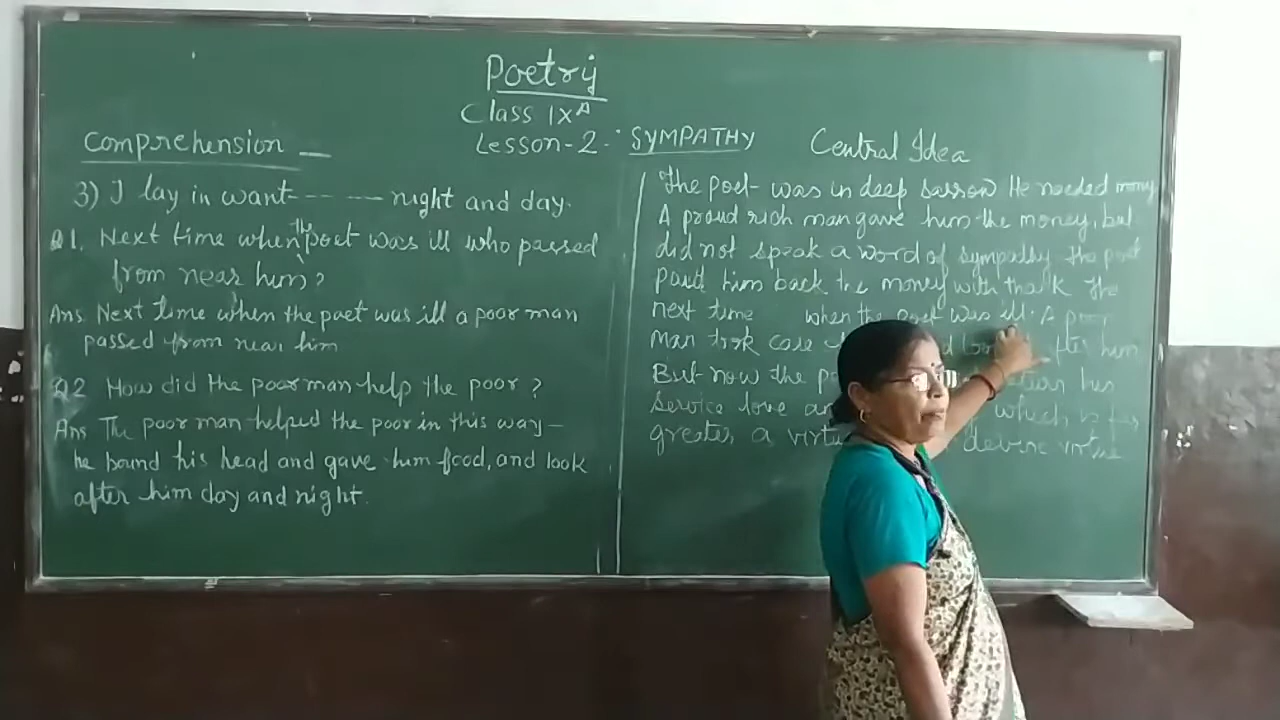 Poetry
Class IX A
Lesson-2. SYMPATHY
Comprehension —
3) I lay in want --- --- night and day.
Q1. Next time when the poet was ill who passed
from near him?
Ans. Next time when the poet was ill a poor man
passed from near him
Q2 How did the poor man help the poor?
Ans The poor man helped the poor in this way-
he bound his head and gave him food, and look
after him day and night.
Central Idea
The poet was in deep sorrow He needed money
A proud rich man gave him the money, but
did not speak a word of sympathy the poet
paid him back the money with thank The
next time when the poet was ill. A poor
Man took care
him
But now the
his
service love
which is far
greater a
devine virtue